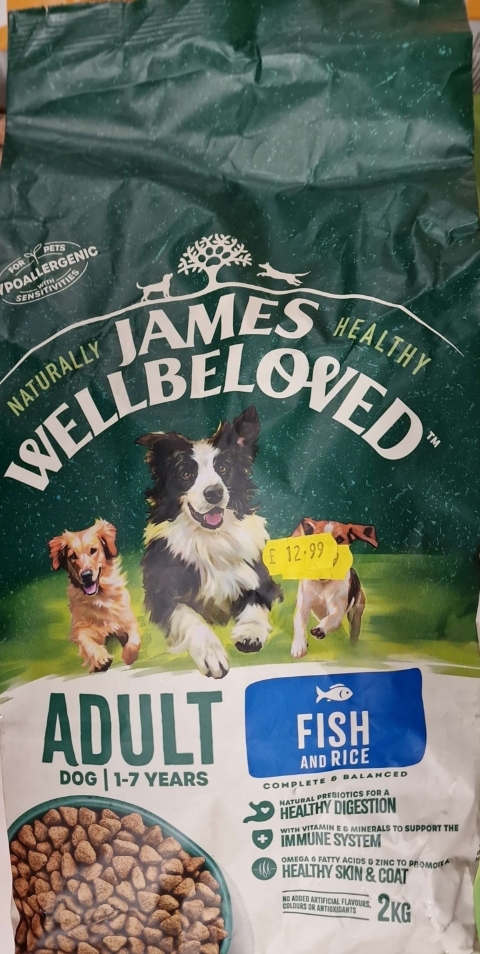 FOR PETS
HYPOALLERGENIC
WITH
SENSITIVITIES
NATURALLY
HEALTHY
JAMES
WELLBELOVED™
£ 12.99
ADULT
DOG | 1-7 YEARS
FISH
AND RICE
COMPLETE & BALANCED
NATURAL PREBIOTICS FOR A
HEALTHY DIGESTION
WITH VITAMIN E & MINERALS TO SUPPORT THE
IMMUNE SYSTEM
OMEGA 6 FATTY ACIDS & ZINC TO PROMOTE A
HEALTHY SKIN & COAT
NO ADDED ARTIFICIAL FLAVOURS,
COLOURS OR ANTIOXIDANTS
2KG